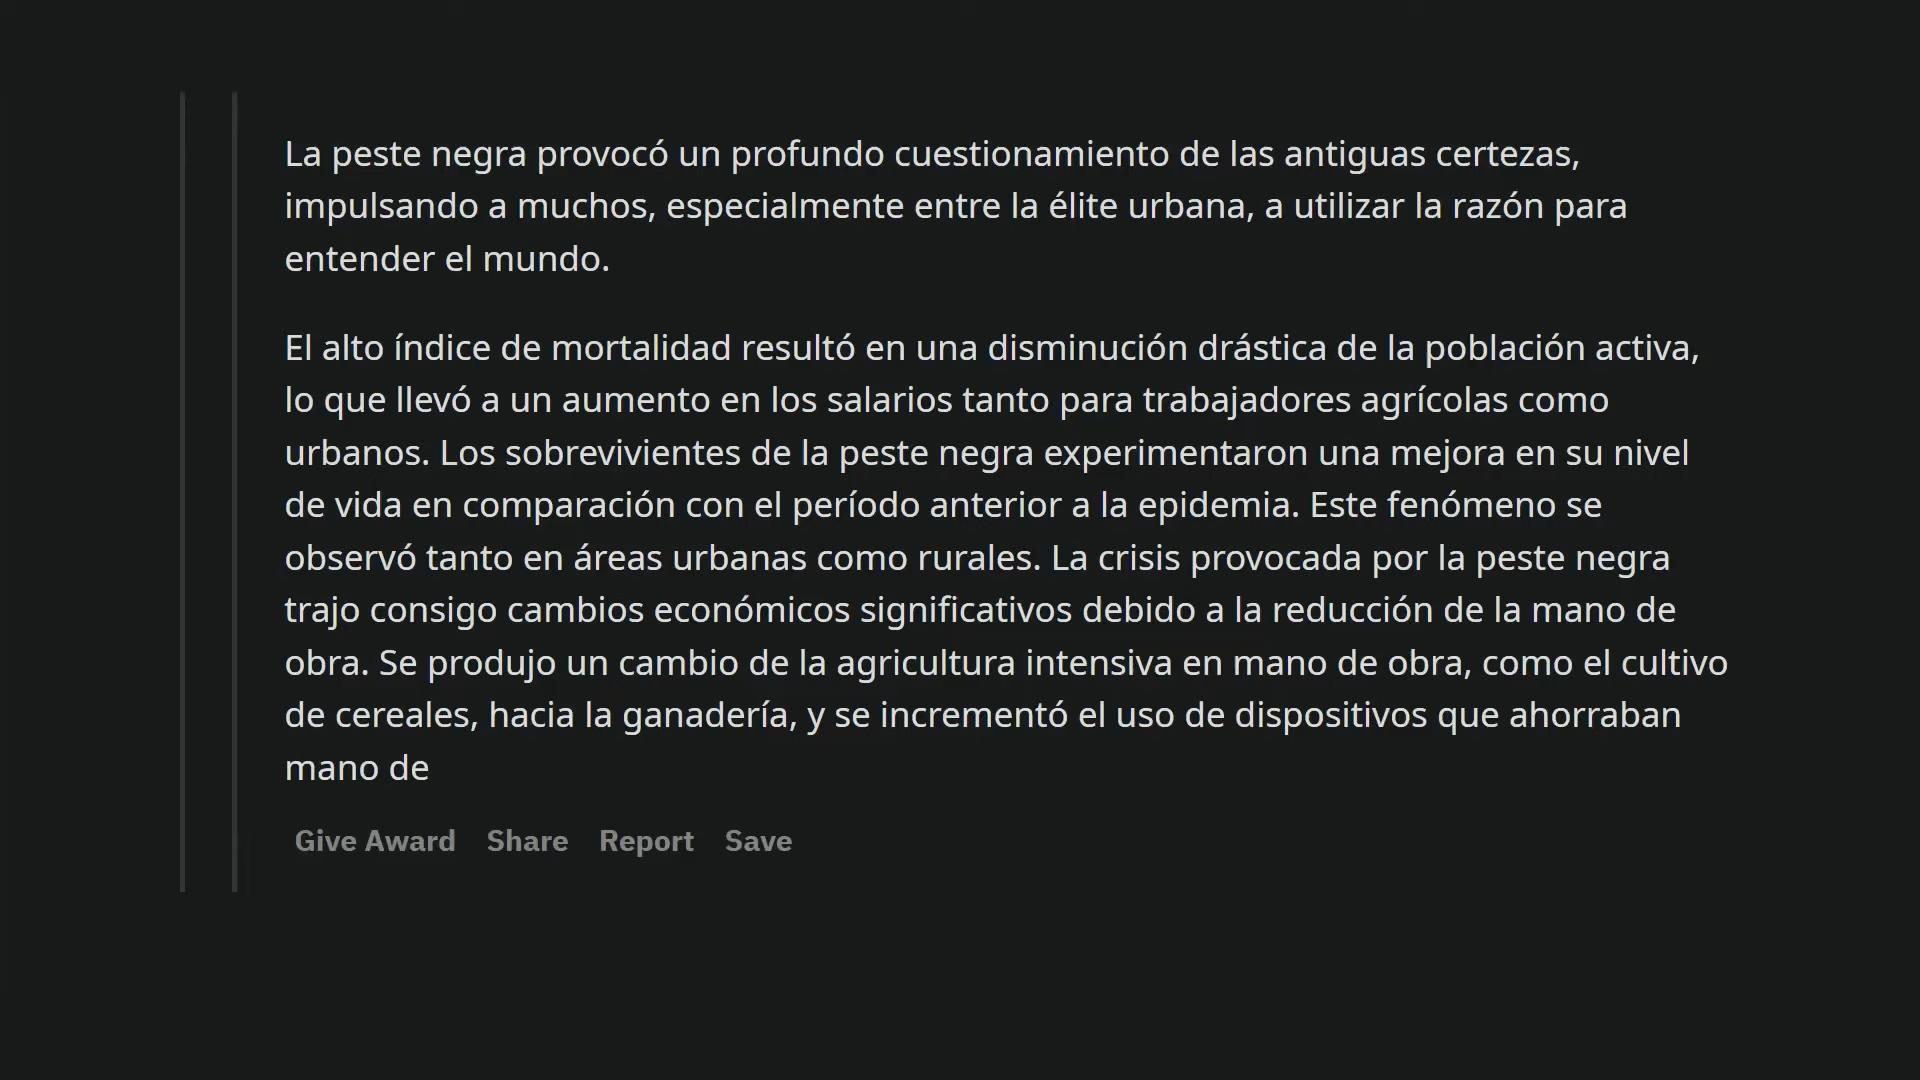 La peste negra provocó un profundo cuestionamiento de las antiguas certezas,
impulsando a muchos, especialmente entre la élite urbana, a utilizar la razón para
entender el mundo.
El alto índice de mortalidad resultó en una disminución drástica de la población activa,
lo que llevó a un aumento en los salarios tanto para trabajadores agrícolas como
urbanos. Los sobrevivientes de la peste negra experimentaron una mejora en su nivel
de vida en comparación con el período anterior a la epidemia. Este fenómeno se
observó tanto en áreas urbanas como rurales. La crisis provocada por la peste negra
trajo consigo cambios económicos significativos debido a la reducción de la mano de
obra. Se produjo un cambio de la agricultura intensiva en mano de obra, como el cultivo
de cereales, hacia la ganadería, y se incrementó el uso de dispositivos que ahorraban
mano de
Give Award Share Report Save